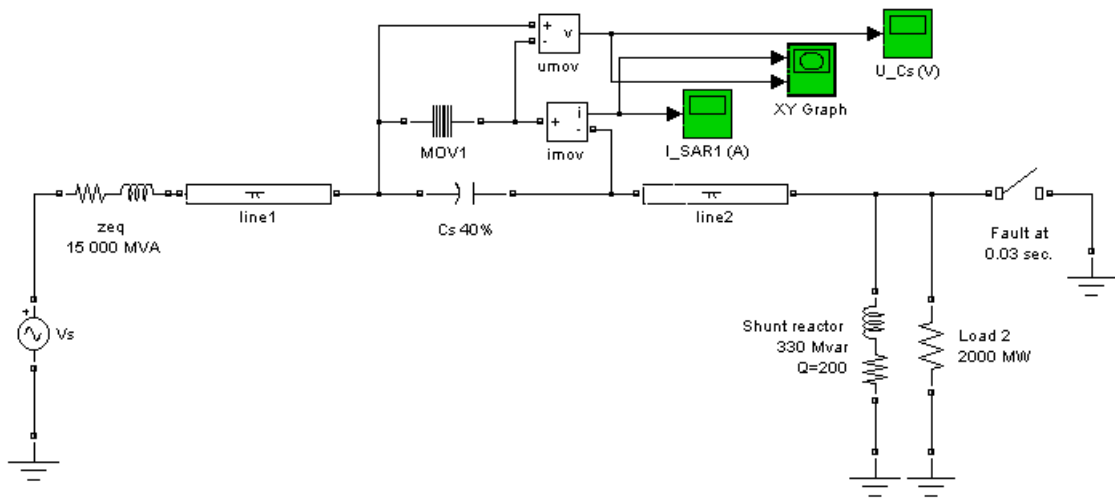 +
-
v
umov
U_Cs (V)
XY Graph
MOV1
+
i
-
imov
I_SAR1 (A)
zeq
15 000 MVA
line1
Cs 40%
line2
Fault at
0.03 sec.
+
Vs
Shunt reactor
330 Mvar
Q=200
Load 2
2000 MW